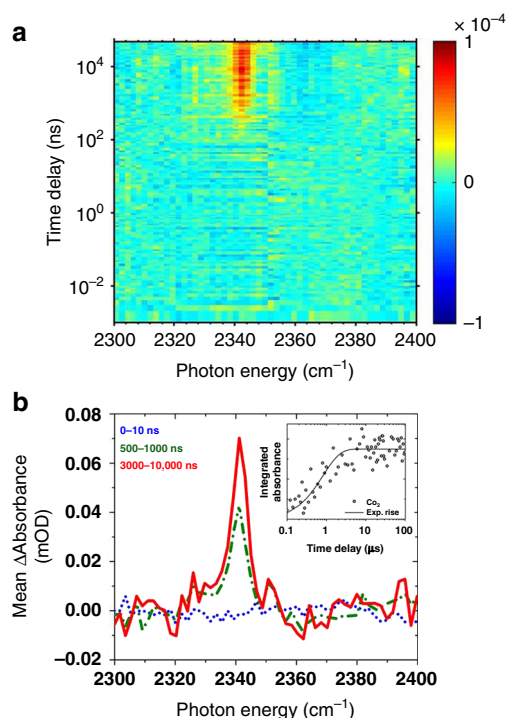 a
× 10⁻⁴
1
0
−1
Time delay (ns)
10⁴
10²
10⁰
10⁻²
2300 2320 2340 2360 2380 2400
Photon energy (cm⁻¹)
b
0.08
0.06
0.04
0.02
0.00
−0.02
Mean ΔAbsorbance
(mOD)
0–10 ns
500–1000 ns
3000–10,000 ns
Integrated
absorbance
Co₂
Exp. rise
0.1 1 10 100
Time delay (µs)
2300 2320 2340 2360 2380 2400
Photon energy (cm⁻¹)